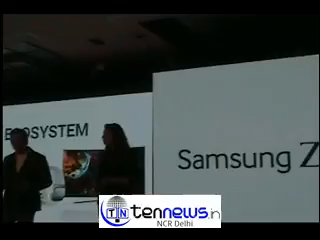 ECOSYSTEM
Samsung Z
TN
tennews.in
NCR Delhi